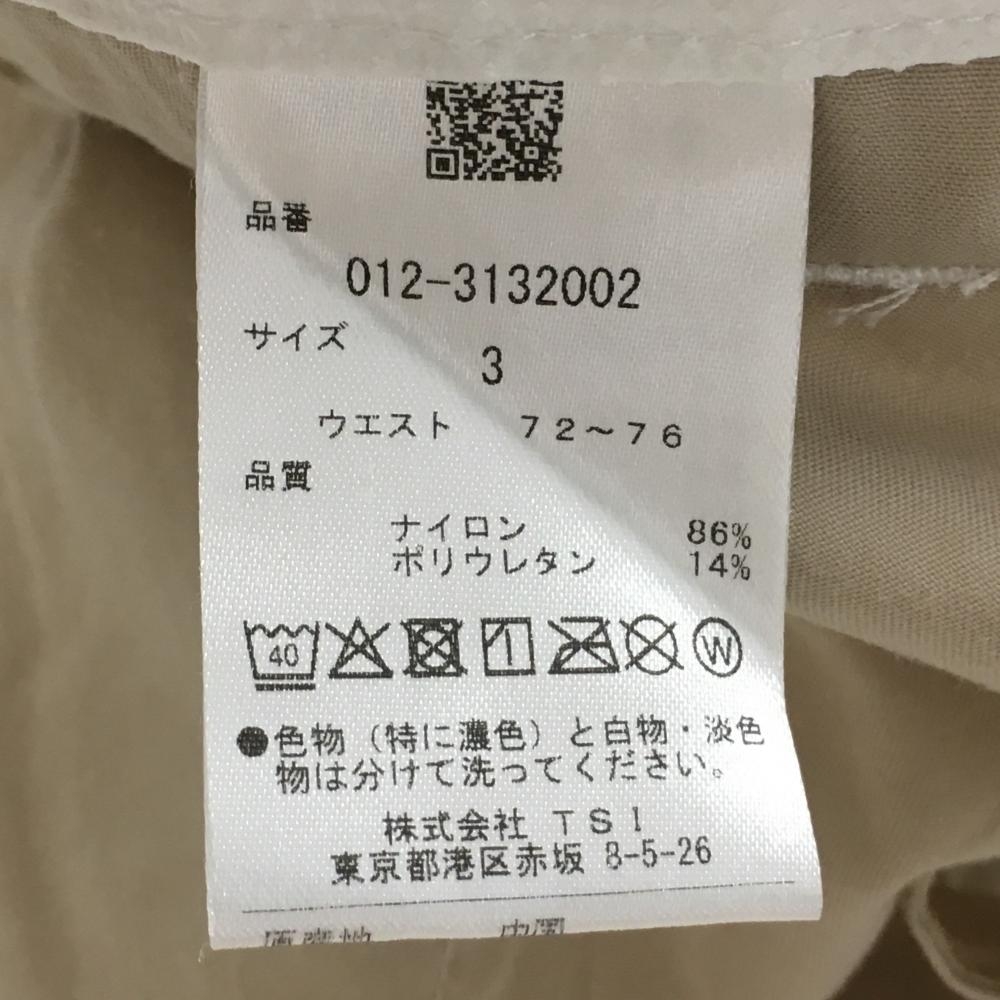 品番
012-3132002
サイズ
3
ウエスト 72～76
品質
ナイロン 86%
ポリウレタン 14%
40
W
●色物（特に濃色）と白物・淡色
物は分けて洗ってください。
株式会社 TSI
東京都港区赤坂 8-5-26